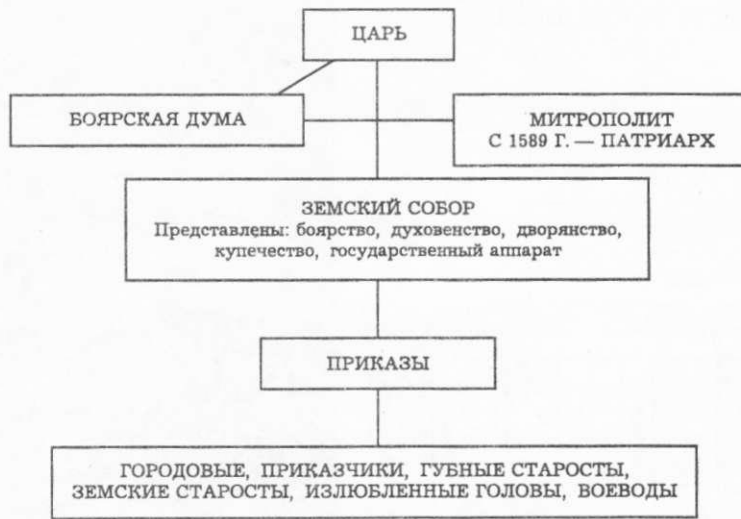 ЦАРЬ
БОЯРСКАЯ ДУМА
МИТРОПОЛИТ
С 1589 Г. — ПАТРИАРХ
ЗЕМСКИЙ СОБОР
Представлены: боярство, духовенство, дворянство,
купечество, государственный аппарат
ПРИКАЗЫ
ГОРОДОВЫЕ, ПРИКАЗЧИКИ, ГУБНЫЕ СТАРОСТЫ,
ЗЕМСКИЕ СТАРОСТЫ, ИЗЛЮБЛЕННЫЕ ГОЛОВЫ, ВОЕВОДЫ